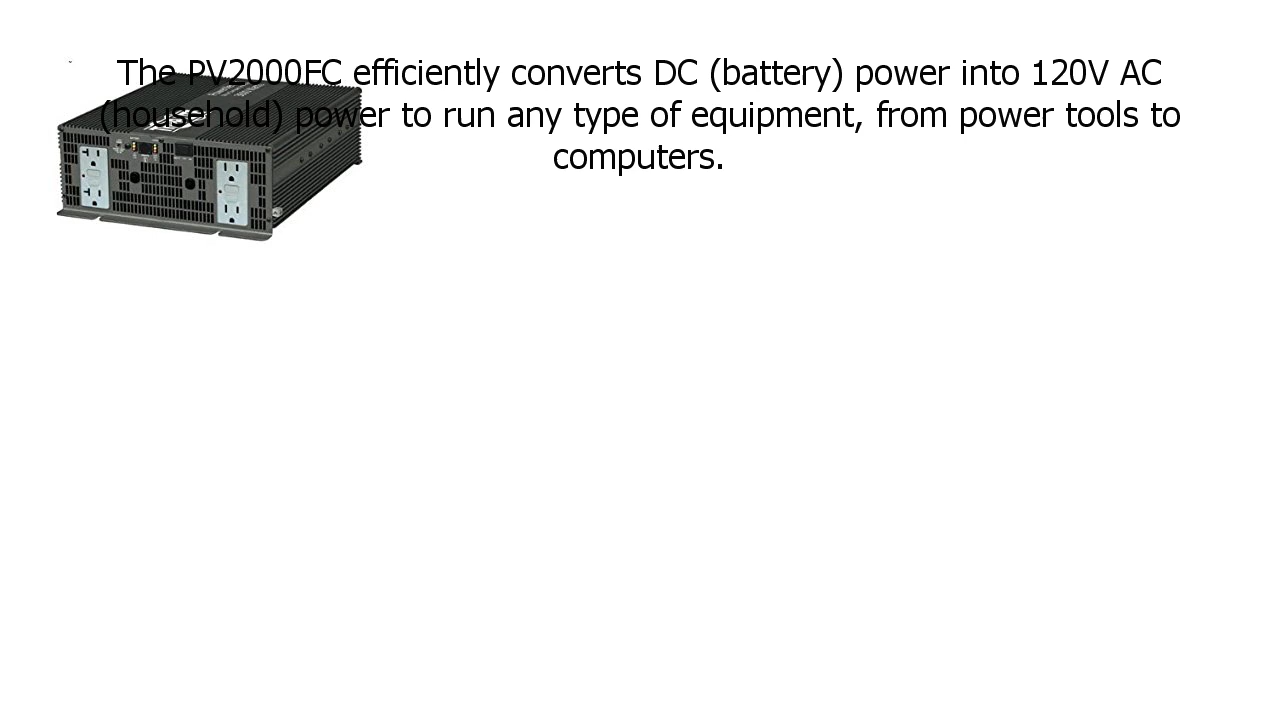 The PV2000FC efficiently converts DC (battery) power into 120V AC
(household) power to run any type of equipment, from power tools to
computers.